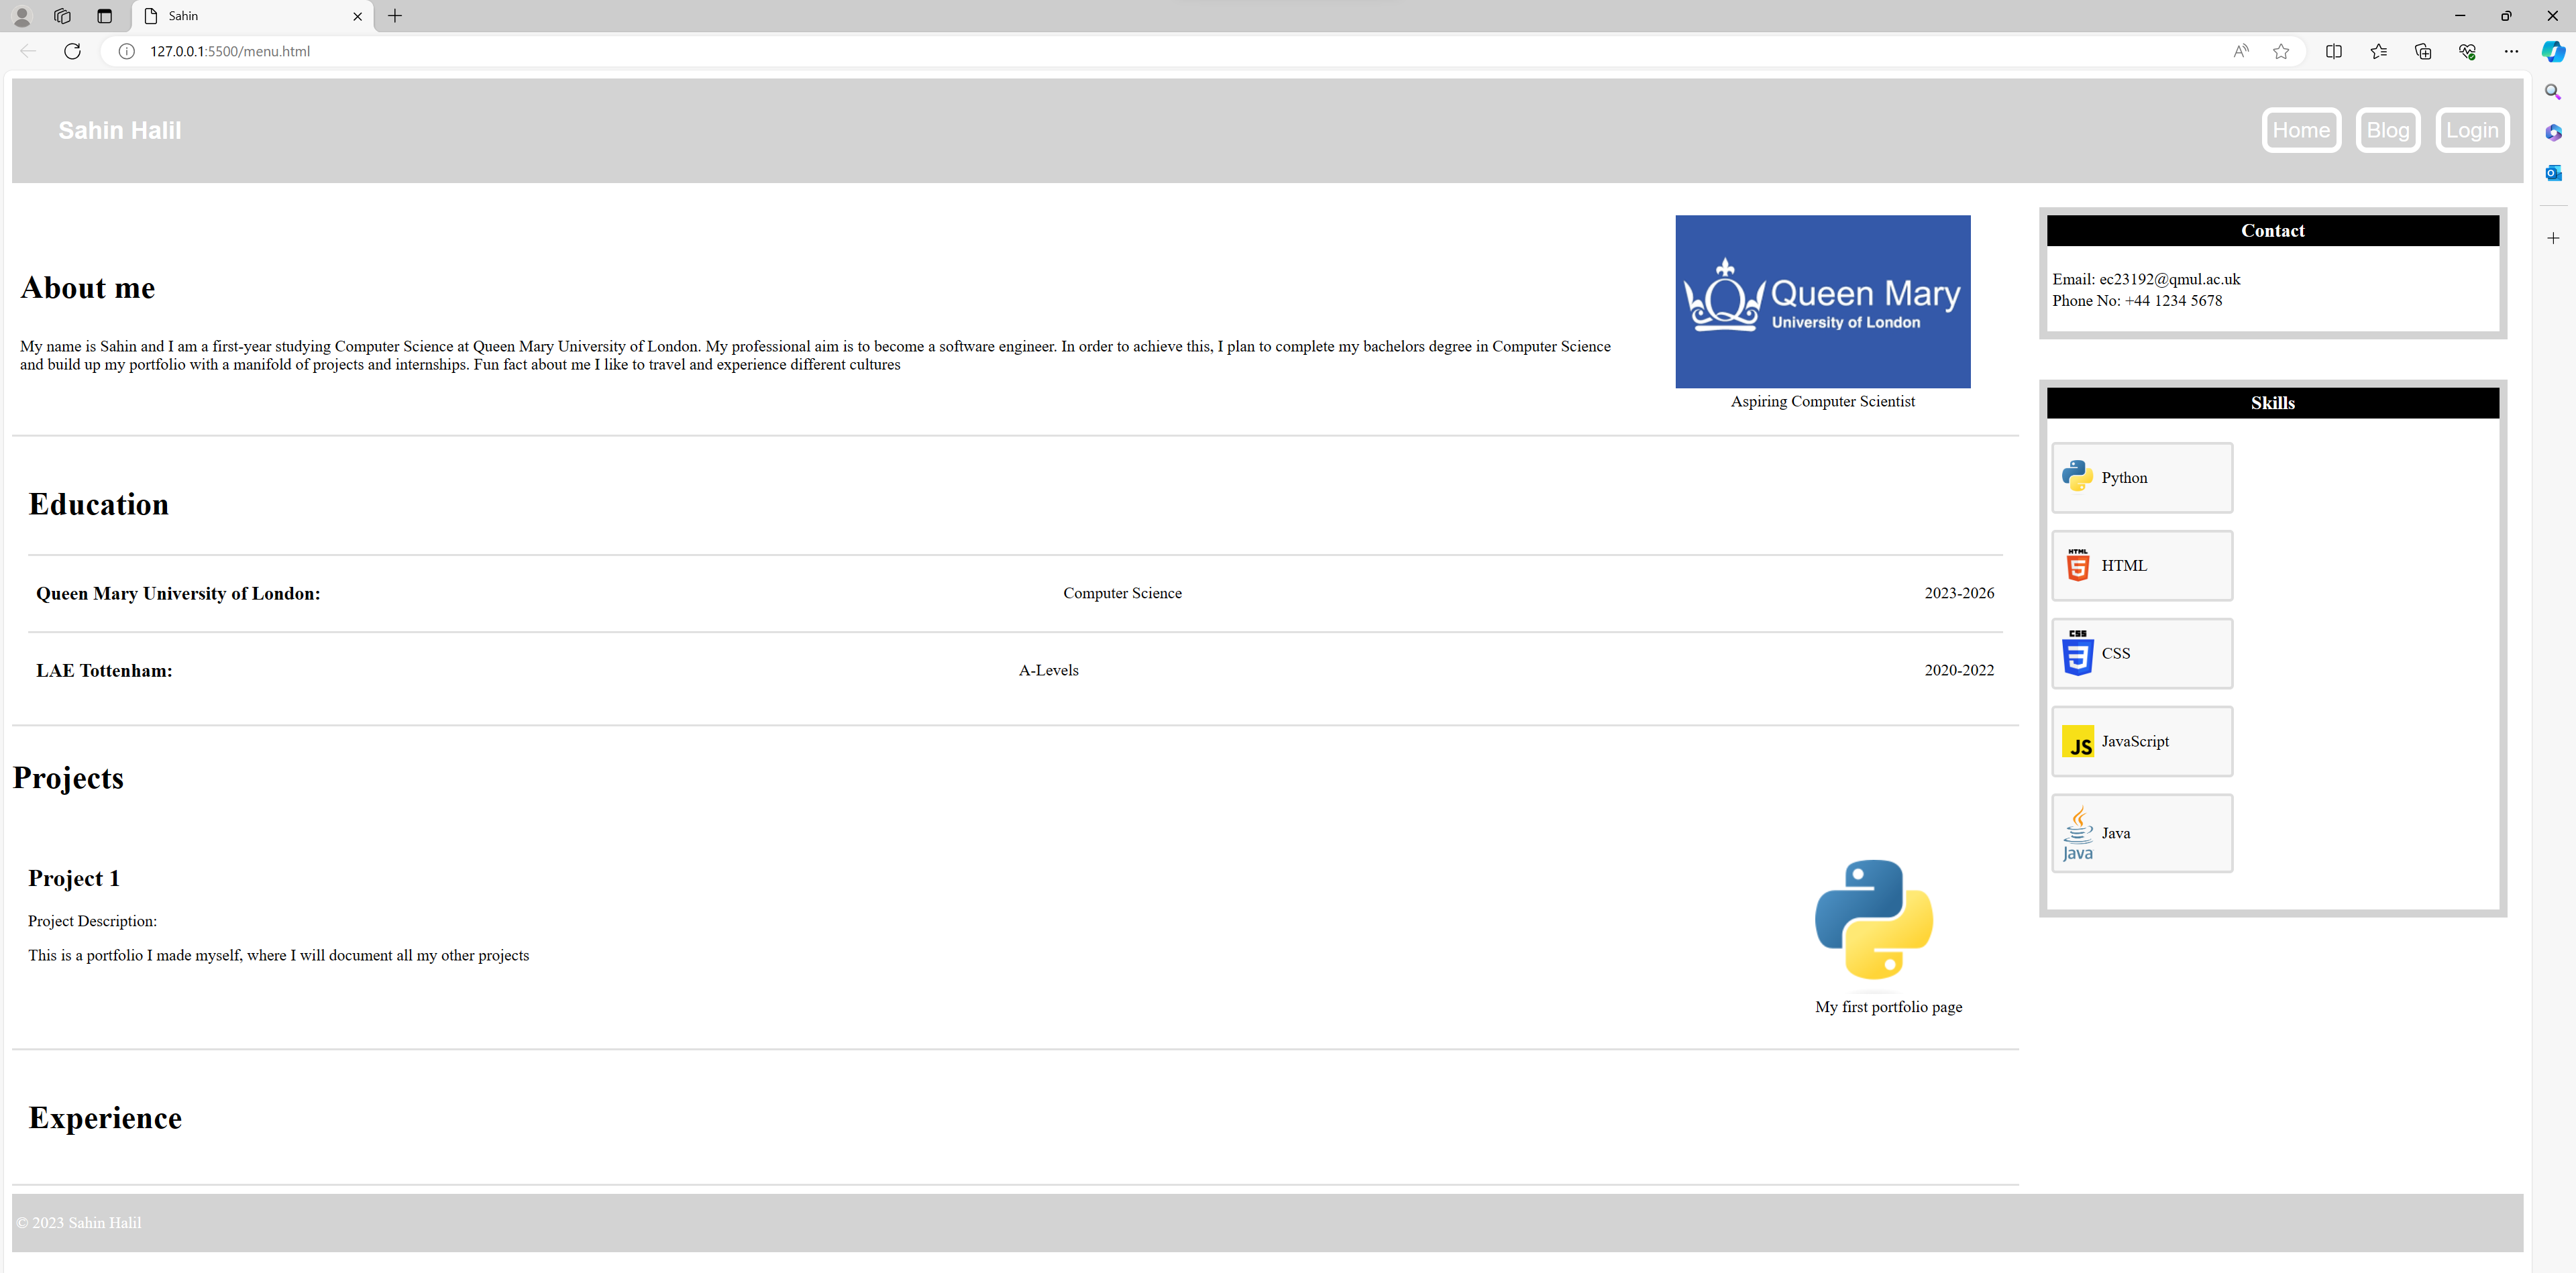 Sahin
127.0.0.1:5500/menu.html
Sahin Halil
Home
Blog
Login
About me
My name is Sahin and I am a first-year studying Computer Science at Queen Mary University of London. My professional aim is to become a software engineer. In order to achieve this, I plan to complete my bachelors degree in Computer Science
and build up my portfolio with a manifold of projects and internships. Fun fact about me I like to travel and experience different cultures
Queen Mary
University of London
Aspiring Computer Scientist
Education
Queen Mary University of London: Computer Science 2023-2026
LAE Tottenham: A-Levels 2020-2022
Projects
Project 1
Project Description:
This is a portfolio I made myself, where I will document all my other projects
My first portfolio page
Experience
Contact
Email: ec23192@qmul.ac.uk
Phone No: +44 1234 5678
Skills
Python
HTML
5
HTML
CSS
3
CSS
JS
JavaScript
Java
Java
© 2023 Sahin Halil